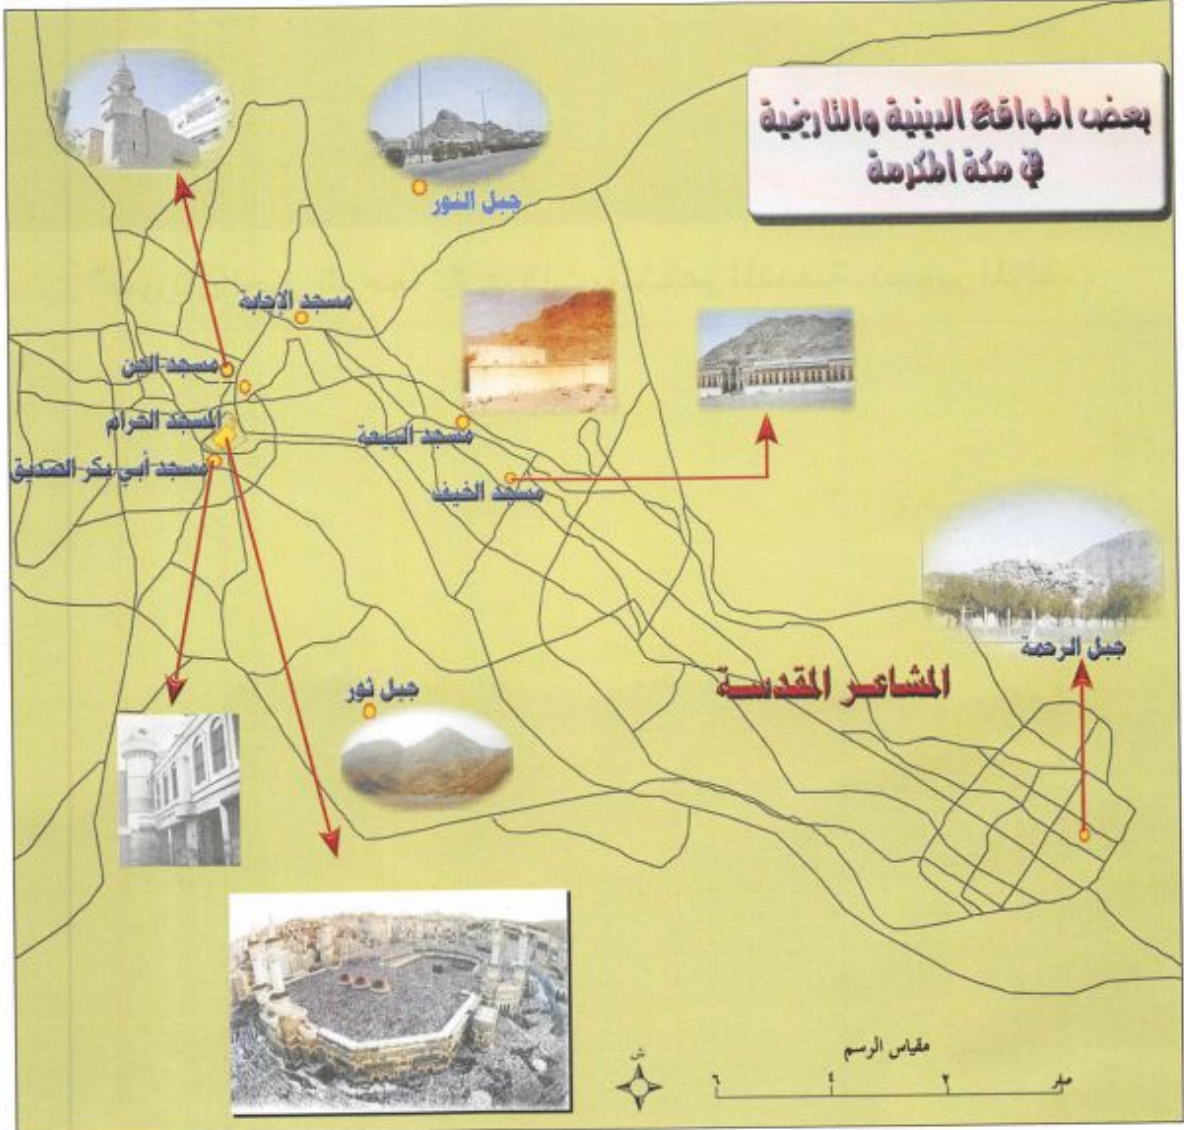 بعض المواقع الدينية والتاريخية
في مكة المكرمة
جبل النور
مسجد الإجابة
مسجد الجن
المسجد الحرام
مسجد أبي بكر الصديق
مسجد البيعة
مسجد الخيف
جبل الرحمة
المشاعر المقدسة
جبل ثور
مقياس الرسم
ش
صفر ٢ ٤ ٦